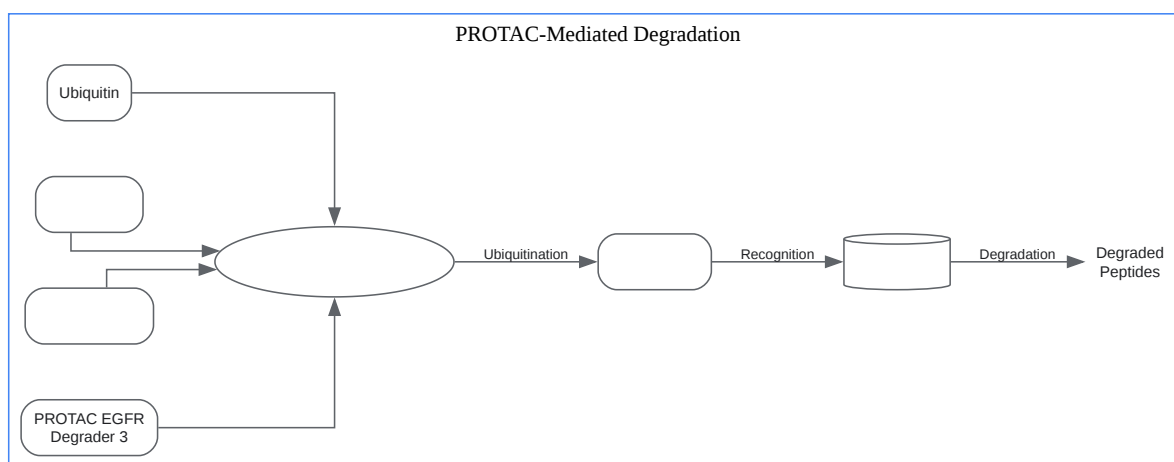 PROTAC-Mediated Degradation
Ubiquitin
Ubiquitination
Recognition
Degradation
Degraded
Peptides
PROTAC EGFR
Degrader 3